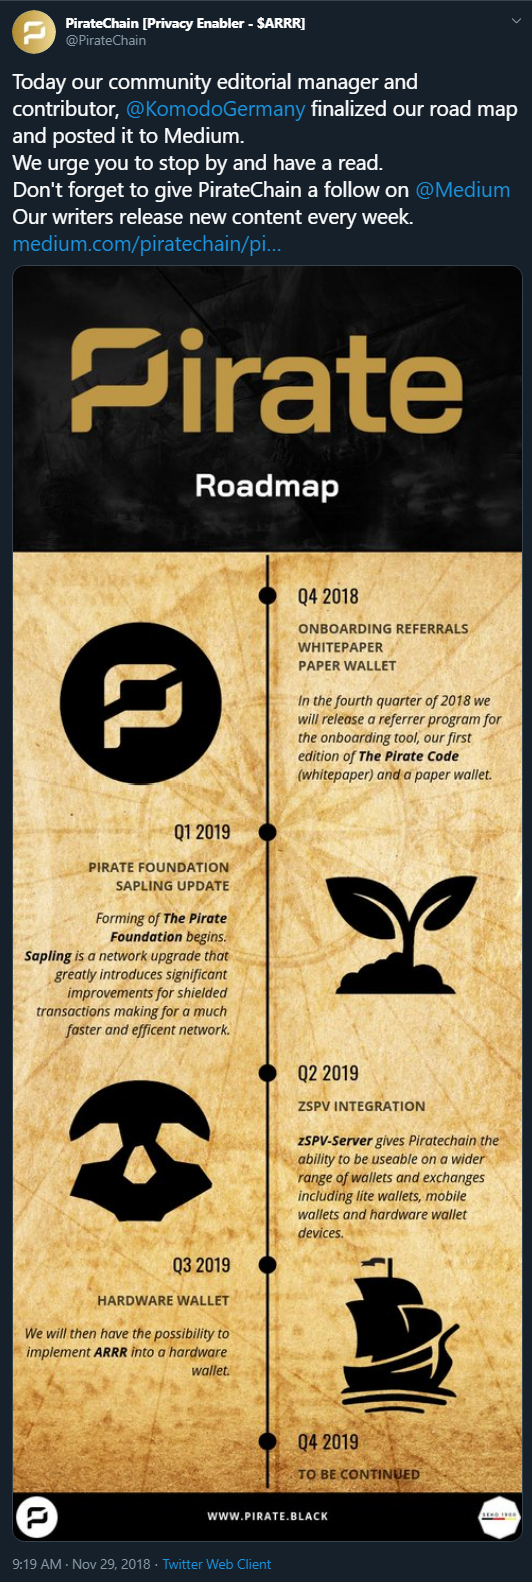 PirateChain [Privacy Enabler - $ARRR]
@PirateChain
Today our community editorial manager and
contributor, @KomodoGermany finalized our road map
and posted it to Medium.
We urge you to stop by and have a read.
Don't forget to give PirateChain a follow on @Medium
Our writers release new content every week.
medium.com/piratechain/pi...
Pirate
Roadmap
Q4 2018
ONBOARDING REFERRALS
WHITEPAPER
PAPER WALLET
In the fourth quarter of 2018 we
will release a referrer program for
the onboarding tool, our first
edition of The Pirate Code
(whitepaper) and a paper wallet.
Q1 2019
PIRATE FOUNDATION
SAPLING UPDATE
Forming of The Pirate
Foundation begins.
Sapling is a network upgrade that
greatly introduces significant
improvements for shielded
transactions making for a much
faster and efficent network.
Q2 2019
ZSPV INTEGRATION
zSPV-Server gives Piratechain the
ability to be useable on a wider
range of wallets and exchanges
including lite wallets, mobile
wallets and hardware wallet
devices.
Q3 2019
HARDWARE WALLET
We will then have the possibility to
implement ARRR into a hardware
wallet.
Q4 2019
TO BE CONTINUED
WWW.PIRATE.BLACK
9:19 AM · Nov 29, 2018 · Twitter Web Client